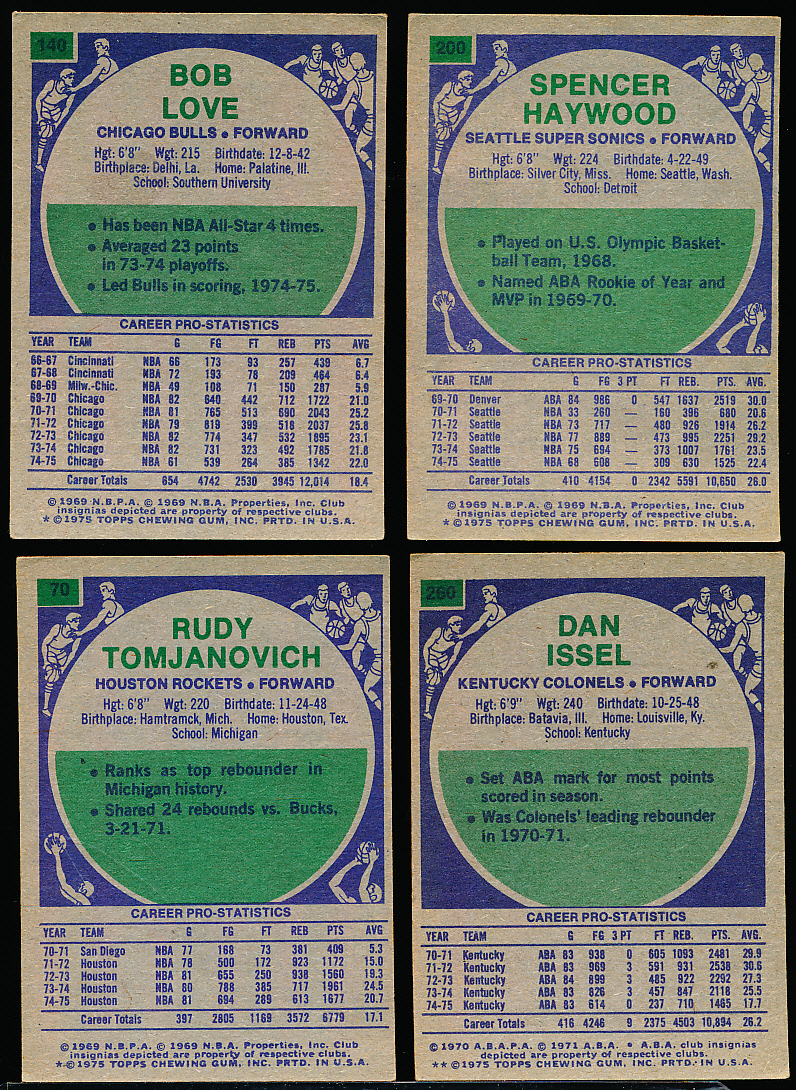 140
BOB
LOVE
CHICAGO BULLS • FORWARD
Hgt: 6'8" Wgt: 215 Birthdate: 12-8-42
Birthplace: Delhi, La. Home: Palatine, Ill.
School: Southern University
• Has been NBA All-Star 4 times.
• Averaged 23 points
in 73-74 playoffs.
• Led Bulls in scoring, 1974-75.
CAREER PRO-STATISTICS
YEAR TEAM G FG FT REB PTS AVG
66-67 Cincinnati NBA 66 173 93 257 439 6.7
67-68 Cincinnati NBA 72 193 78 209 464 6.4
68-69 Milw.-Chic. NBA 49 108 71 150 287 5.9
69-70 Chicago NBA 82 640 442 712 1722 21.0
70-71 Chicago NBA 81 765 513 690 2043 25.2
71-72 Chicago NBA 79 819 399 518 2037 25.8
72-73 Chicago NBA 82 774 347 532 1895 23.1
73-74 Chicago NBA 82 731 323 492 1785 21.8
74-75 Chicago NBA 61 539 264 385 1342 22.0
Career Totals 654 4742 2530 3945 12,014 18.4
© 1969 N.B.P.A. © 1969 N.B.A. Properties, Inc. Club
insignias depicted are property of respective clubs.
* © 1975 TOPPS CHEWING GUM, INC. PRTD. IN U.S.A.
200
SPENCER
HAYWOOD
SEATTLE SUPER SONICS • FORWARD
Hgt: 6'8" Wgt: 224 Birthdate: 4-22-49
Birthplace: Silver City, Miss. Home: Seattle, Wash.
School: Detroit
• Played on U.S. Olympic Basket-
ball Team, 1968.
• Named ABA Rookie of Year and
MVP in 1969-70.
CAREER PRO-STATISTICS
YEAR TEAM G FG 3 PT FT REB. PTS. AVG.
69-70 Denver ABA 84 986 0 547 1637 2519 30.0
70-71 Seattle NBA 33 260 — 160 396 680 20.6
71-72 Seattle NBA 73 717 — 480 926 1914 26.2
72-73 Seattle NBA 77 889 — 473 995 2251 29.2
73-74 Seattle NBA 75 694 — 373 1007 1761 23.5
74-75 Seattle NBA 68 608 — 309 630 1525 22.4
Career Totals 410 4154 0 2342 5591 10,650 26.0
© 1969 N.B.P.A. © 1969 N.B.A. Properties, Inc. Club
insignias depicted are property of respective clubs.
* © 1975 TOPPS CHEWING GUM, INC. PRTD. IN U.S.A.
70
RUDY
TOMJANOVICH
HOUSTON ROCKETS • FORWARD
Hgt: 6'8" Wgt: 220 Birthdate: 11-24-48
Birthplace: Hamtramck, Mich. Home: Houston, Tex.
School: Michigan
• Ranks as top rebounder in
Michigan history.
• Shared 24 rebounds vs. Bucks,
3-21-71.
CAREER PRO-STATISTICS
YEAR TEAM G FG FT REB PTS AVG
70-71 San Diego NBA 77 168 73 381 409 5.3
71-72 Houston NBA 78 500 172 923 1172 15.0
72-73 Houston NBA 81 655 250 938 1560 19.3
73-74 Houston NBA 80 788 385 717 1961 24.5
74-75 Houston NBA 81 694 289 613 1677 20.7
Career Totals 397 2805 1169 3572 6779 17.1
© 1969 N.B.P.A. © 1969 N.B.A. Properties, Inc. Club
insignias depicted are property of respective clubs.
* © 1975 TOPPS CHEWING GUM, INC. PRTD. IN U.S.A.
260
DAN
ISSEL
KENTUCKY COLONELS • FORWARD
Hgt: 6'9" Wgt: 240 Birthdate: 10-25-48
Birthplace: Batavia, Ill. Home: Louisville, Ky.
School: Kentucky
• Set ABA mark for most points
scored in season.
• Was Colonels' leading rebounder
in 1970-71.
CAREER PRO-STATISTICS
YEAR TEAM G FG 3 PT FT REB. PTS. AVG.
70-71 Kentucky ABA 83 938 0 605 1093 2481 29.9
71-72 Kentucky ABA 83 969 3 591 931 2538 30.6
72-73 Kentucky ABA 84 899 3 485 922 2292 27.3
73-74 Kentucky ABA 83 826 3 457 847 2118 25.5
74-75 Kentucky ABA 83 614 0 237 710 1465 17.7
Career Totals 416 4246 9 2375 4503 10,894 26.2
© 1970 A.B.A.P.A. © 1971 A.B.A. • A.B.A. club insignias
depicted are property of respective clubs.
** © 1975 TOPPS CHEWING GUM, INC. PRTD. IN U.S.A.